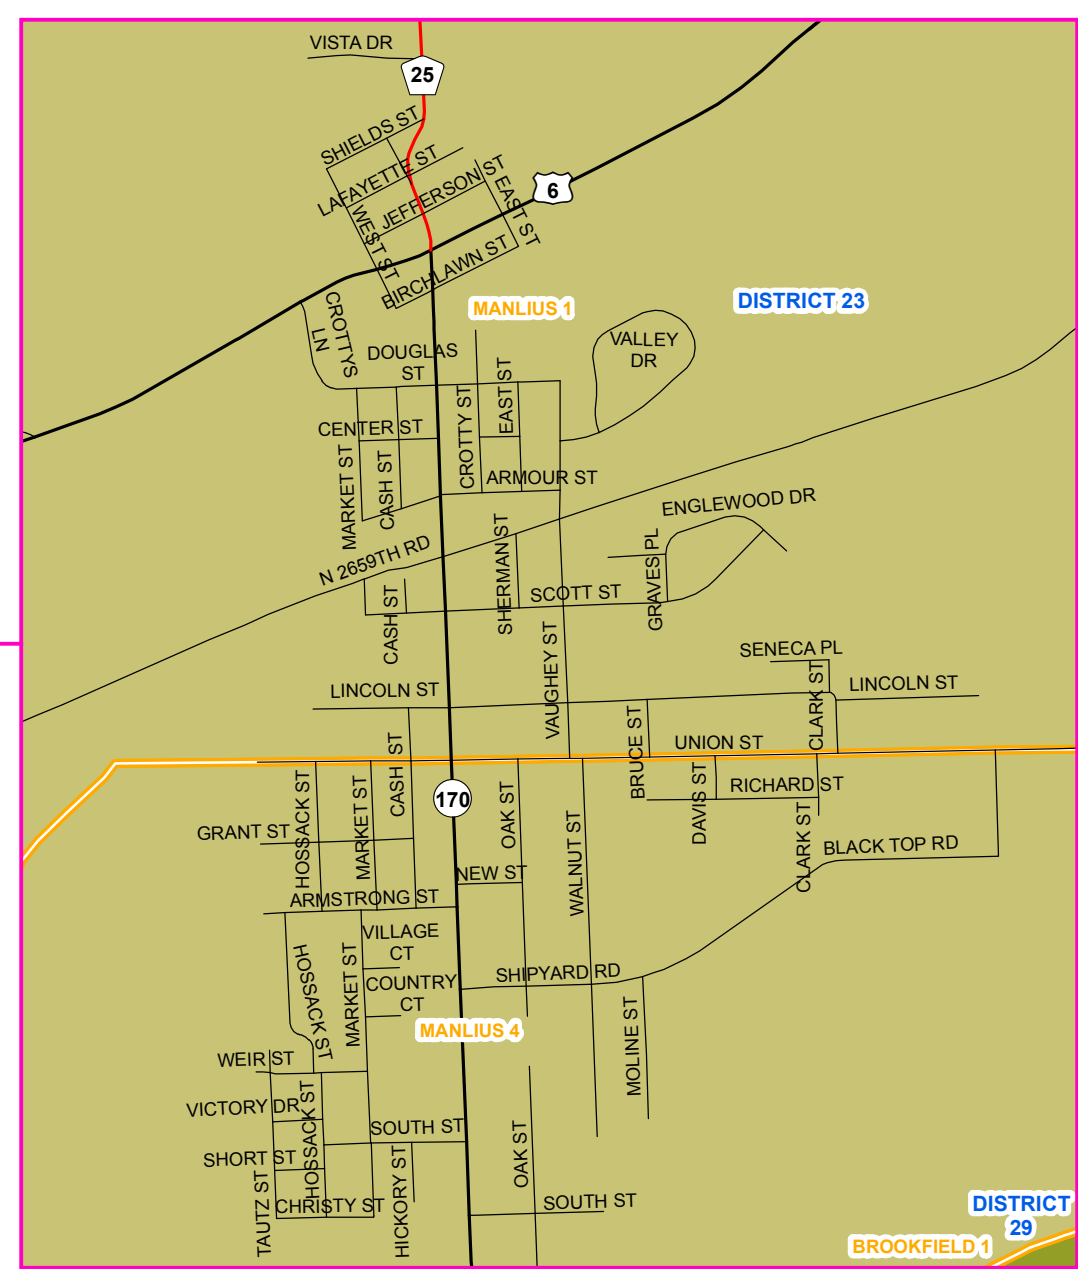 VISTA DR
25
SHIELDS ST
LAFAYETTE ST
JEFFERSON ST
6
EAST ST
WEST ST
BIRCHLAWN ST
MANLIUS 1
DISTRICT 23
CROTTYS
LN
VALLEY
DR
DOUGLAS
ST
EAST ST
CROTTY ST
CENTER ST
MARKET ST
CASH ST
ARMOUR ST
ENGLEWOOD DR
N 2659TH RD
SHERMAN ST
GRAVES PL
SCOTT ST
CASH ST
VAUGHEY ST
SENECA PL
LINCOLN ST
CLARK ST
LINCOLN ST
BRUCE ST
UNION ST
CASH ST
HOSSACK ST
MARKET ST
170
OAK ST
DAVIS ST
RICHARD ST
GRANT ST
WALNUT ST
CLARK ST
BLACK TOP RD
NEW ST
ARMSTRONG ST
VILLAGE
CT
HOSSACK ST
MARKET ST
COUNTRY
CT
SHIPYARD RD
MANLIUS 4
MOLINE ST
WEIR ST
VICTORY DR
HOSSACK ST
SOUTH ST
SHORT ST
OAK ST
TAUTZ ST
CHRISTY ST
HICKORY ST
SOUTH ST
DISTRICT
29
BROOKFIELD 1